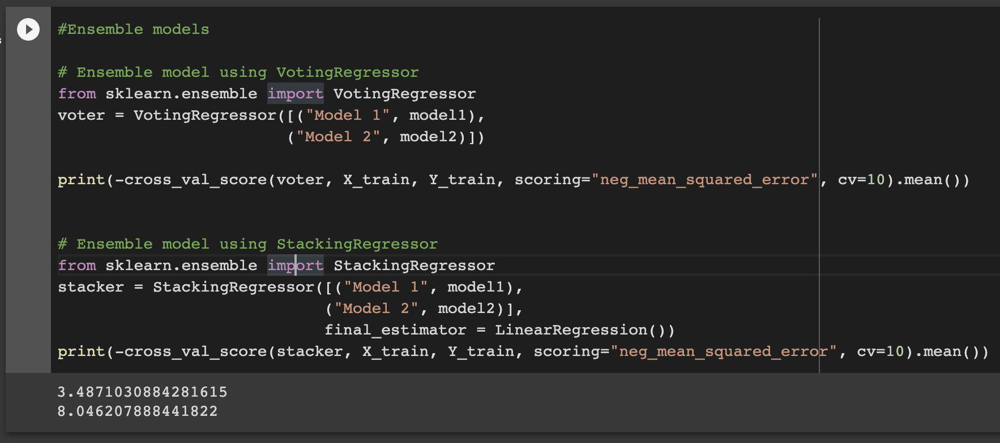 #Ensemble models
# Ensemble model using VotingRegressor
from sklearn.ensemble import VotingRegressor
voter = VotingRegressor([("Model 1", model1),
("Model 2", model2)])
print(-cross_val_score(voter, X_train, Y_train, scoring="neg_mean_squared_error", cv=10).mean())
# Ensemble model using StackingRegressor
from sklearn.ensemble import StackingRegressor
stacker = StackingRegressor([("Model 1", model1),
("Model 2", model2)],
final_estimator = LinearRegression())
print(-cross_val_score(stacker, X_train, Y_train, scoring="neg_mean_squared_error", cv=10).mean())
3.4871030884281615
8.046207888441822